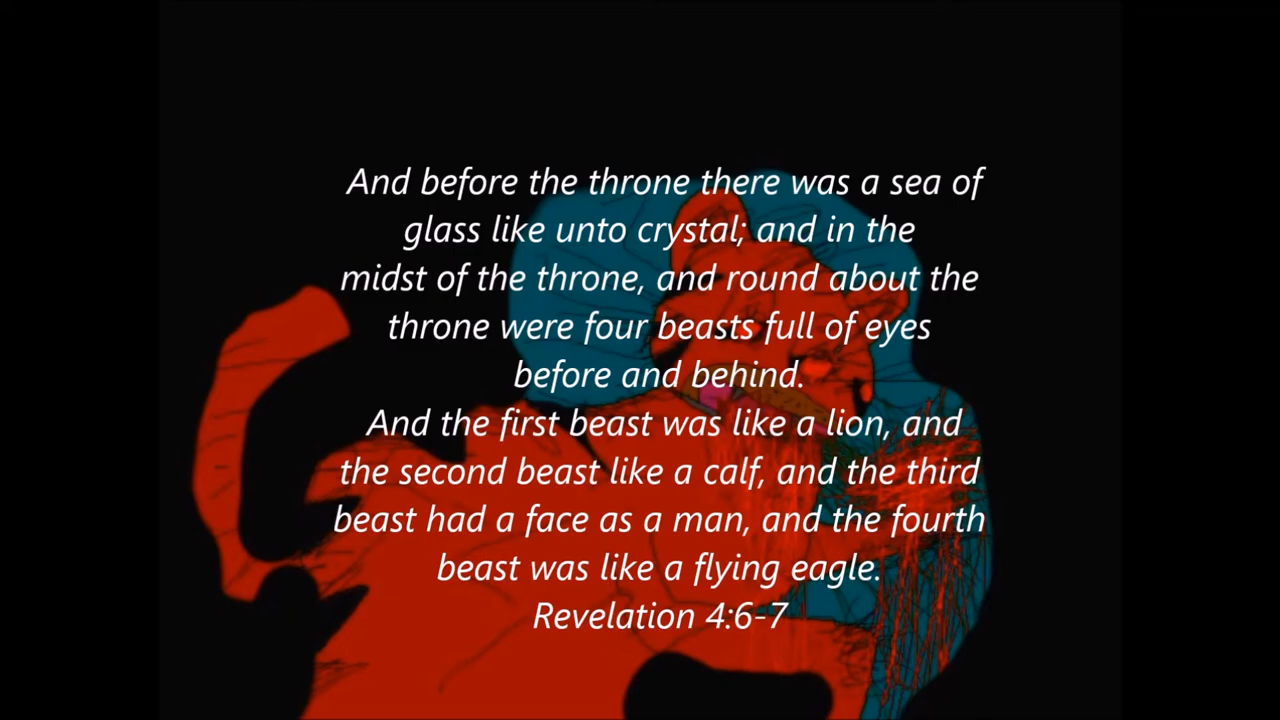 And before the throne there was a sea of
glass like unto crystal; and in the
midst of the throne, and round about the
throne were four beasts full of eyes
before and behind.
And the first beast was like a lion, and
the second beast like a calf, and the third
beast had a face as a man, and the fourth
beast was like a flying eagle.
Revelation 4:6-7